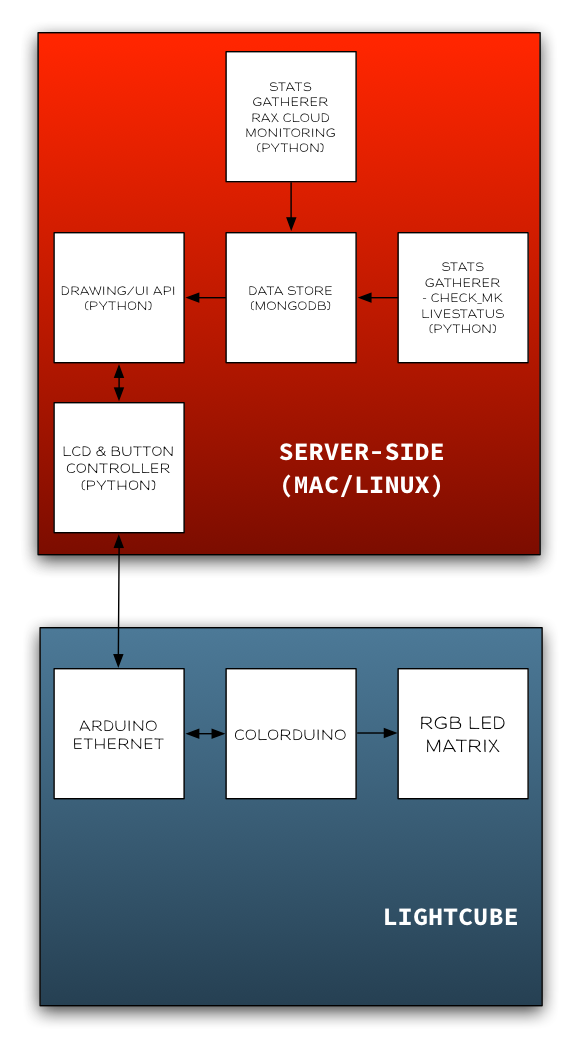 STATS
GATHERER
RAX CLOUD
MONITORING
(PYTHON)
DRAWING/UI API
(PYTHON)
DATA STORE
(MONGODB)
STATS
GATHERER
- CHECK_MK
LIVESTATUS
(PYTHON)
LCD & BUTTON
CONTROLLER
(PYTHON)
SERVER-SIDE
(MAC/LINUX)
ARDUINO
ETHERNET
COLORDUINO
RGB LED
MATRIX
LIGHTCUBE